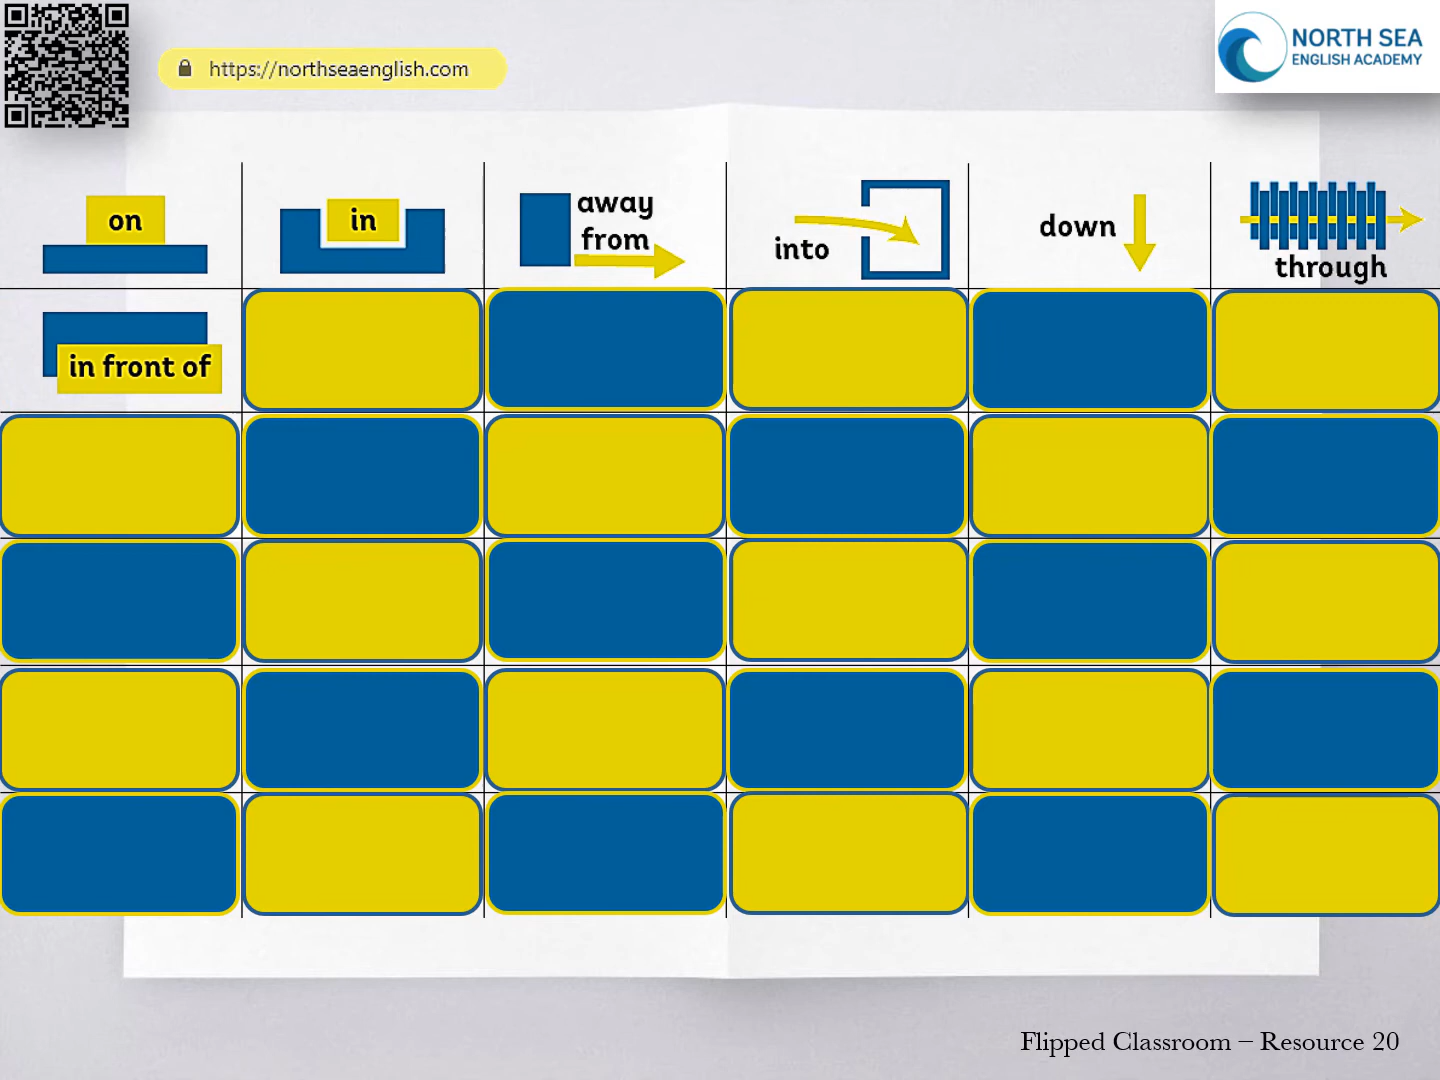 https://northseaenglish.com
NORTH SEA
ENGLISH ACADEMY
on
in
away
from
into
down
through
in front of
Flipped Classroom – Resource 20